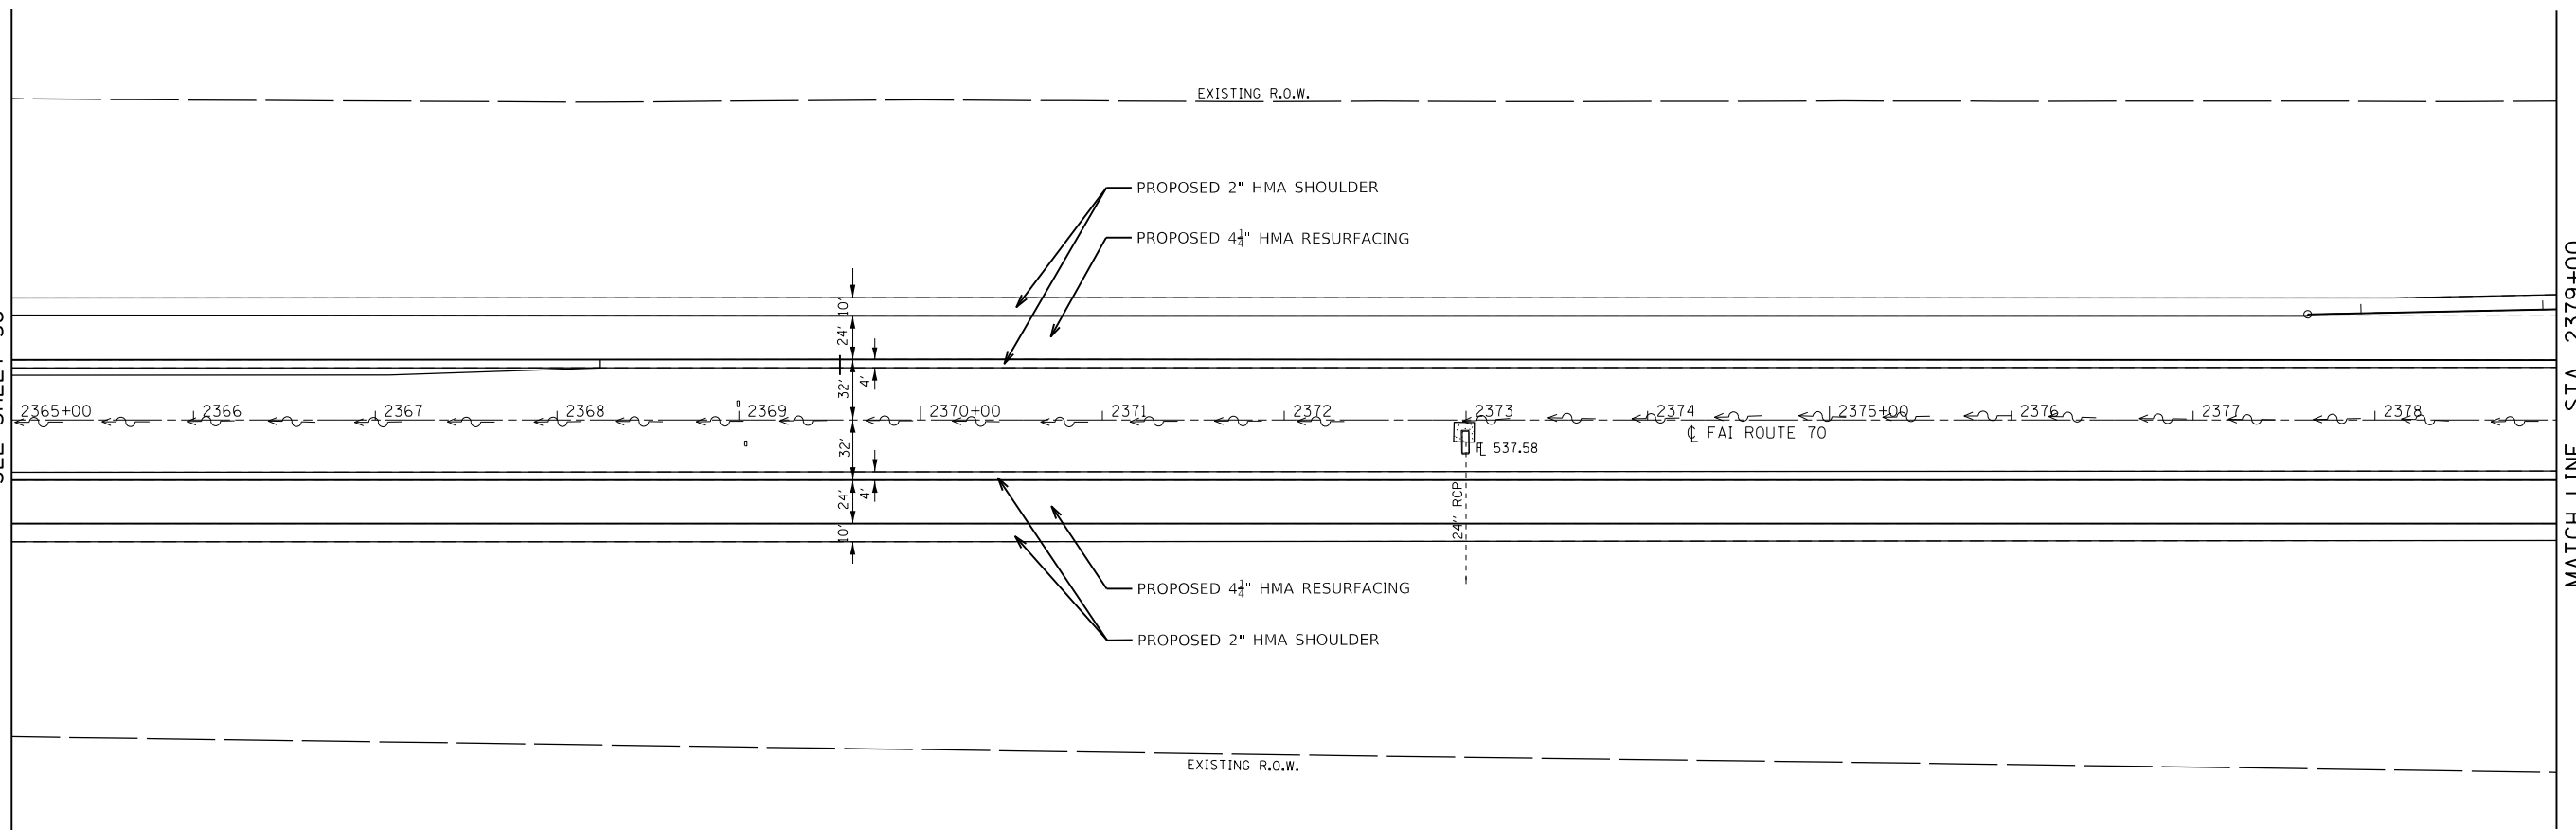 EXISTING R.O.W.
PROPOSED 2" HMA SHOULDER
PROPOSED 4¼" HMA RESURFACING
MATCH LINE STA 2379+00
10'
24'
4'
32'
2365+00 2366 2367 2368 2369 2370+00 2371 2372 2373 2374 2375+00 2376 2377 2378
℄ FAI ROUTE 70
537.58
32'
4'
24'
24" RCP
10'
PROPOSED 4¼" HMA RESURFACING
PROPOSED 2" HMA SHOULDER
EXISTING R.O.W.